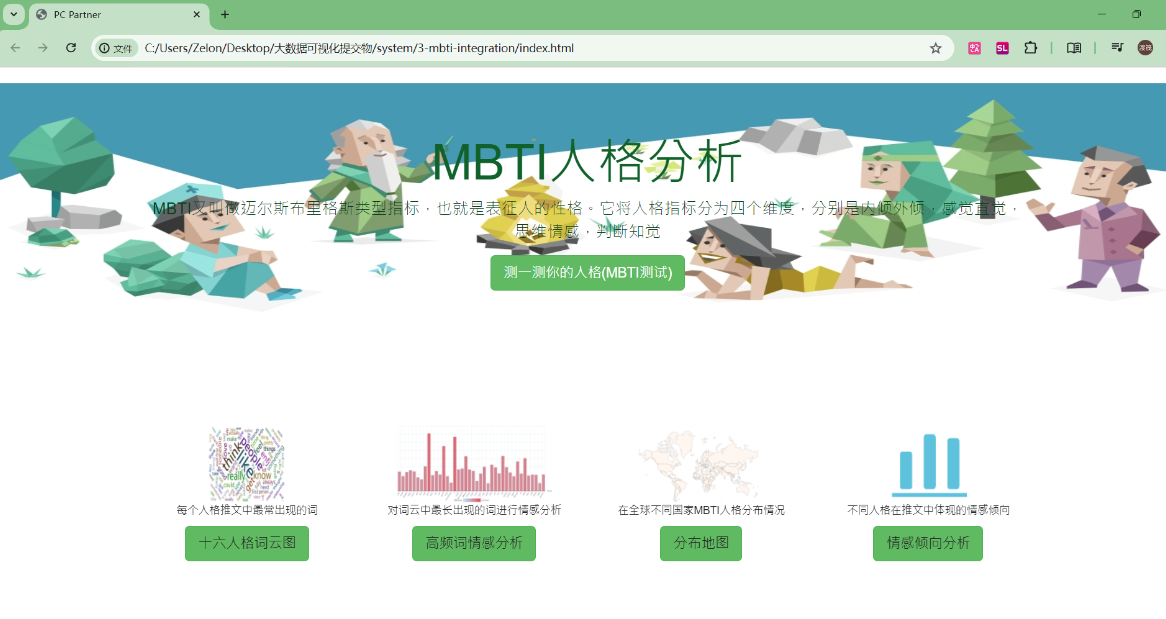 PC Partner
文件
C:/Users/Zelon/Desktop/大数据可视化提交物/system/3-mbti-integration/index.html
MBTI人格分析
MBTI又叫做迈尔斯布里格斯类型指标，也就是表征人的性格。它将人格指标分为四个维度，分别是内倾外倾，感觉直觉，
思维情感，判断知觉
测一测你的人格(MBTI测试)
think
people
like
really
know
每个人格推文中最常出现的词
对词云中最长出现的词进行情感分析
在全球不同国家MBTI人格分布情况
不同人格在推文中体现的情感倾向
十六人格词云图
高频词情感分析
分布地图
情感倾向分析